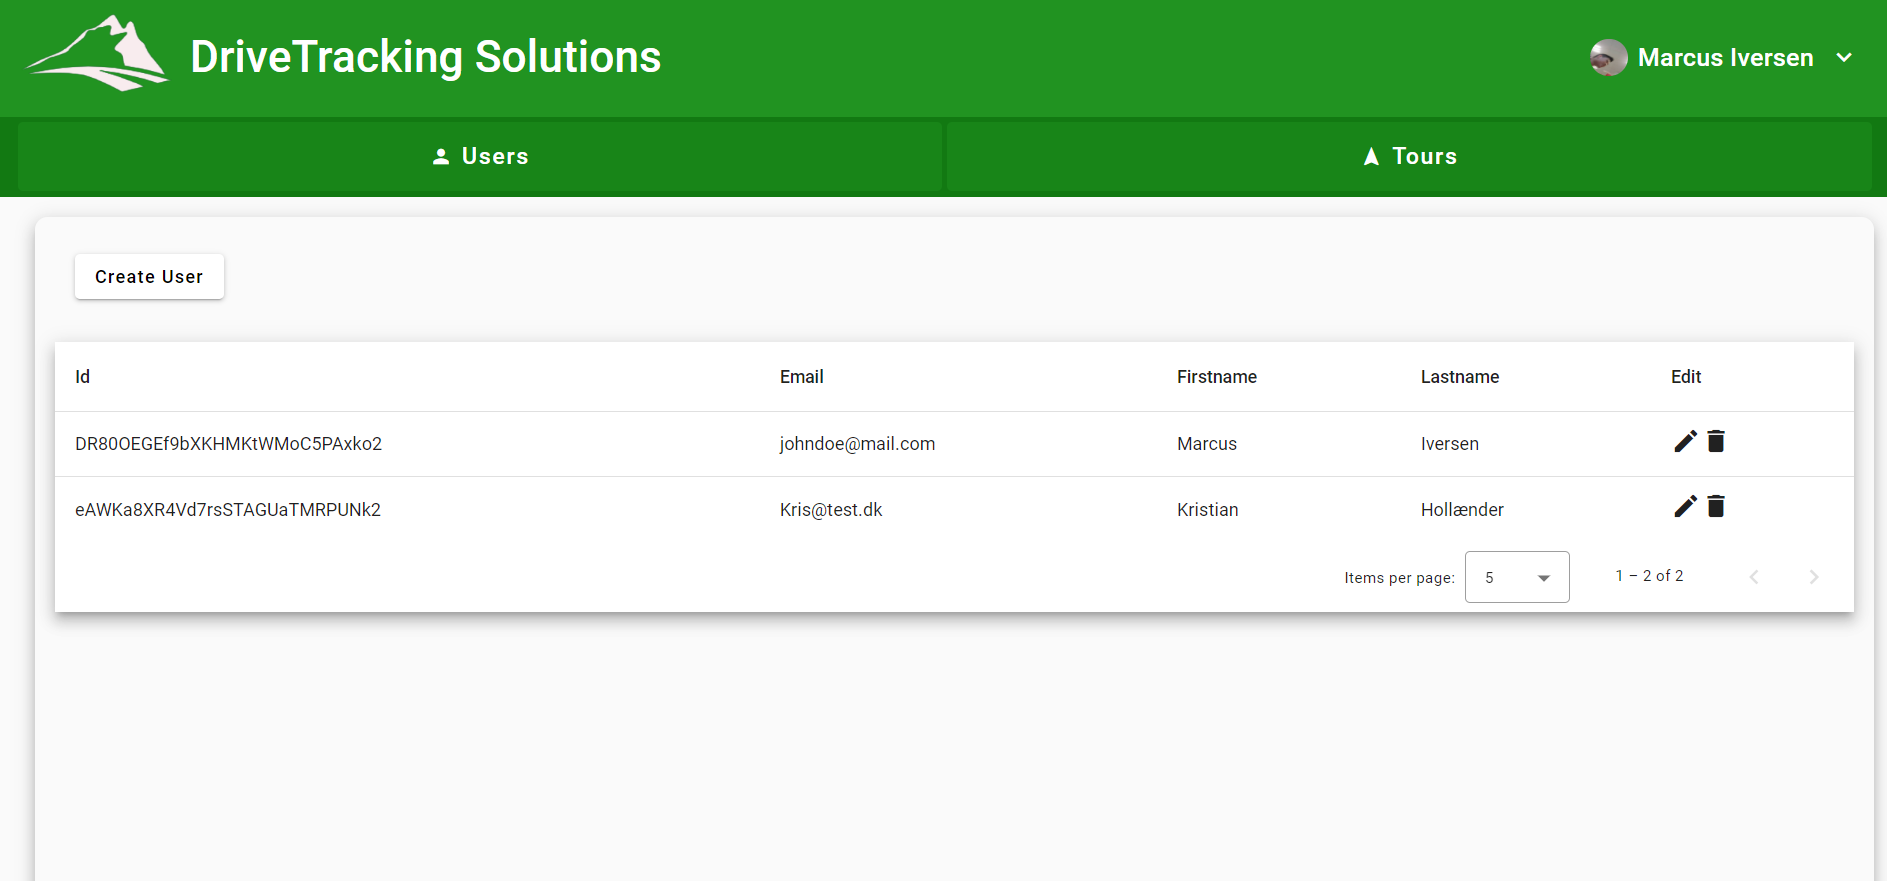 DriveTracking Solutions
Marcus Iversen
Users
Tours
Create User
Id Email Firstname Lastname Edit
DR80OEGEf9bXKHMKtWMoC5PAxko2 johndoe@mail.com Marcus Iversen
eAWKa8XR4Vd7rsSTAGUaTMRPUNk2 Kris@test.dk Kristian Hollænder
Items per page: 5 1 – 2 of 2